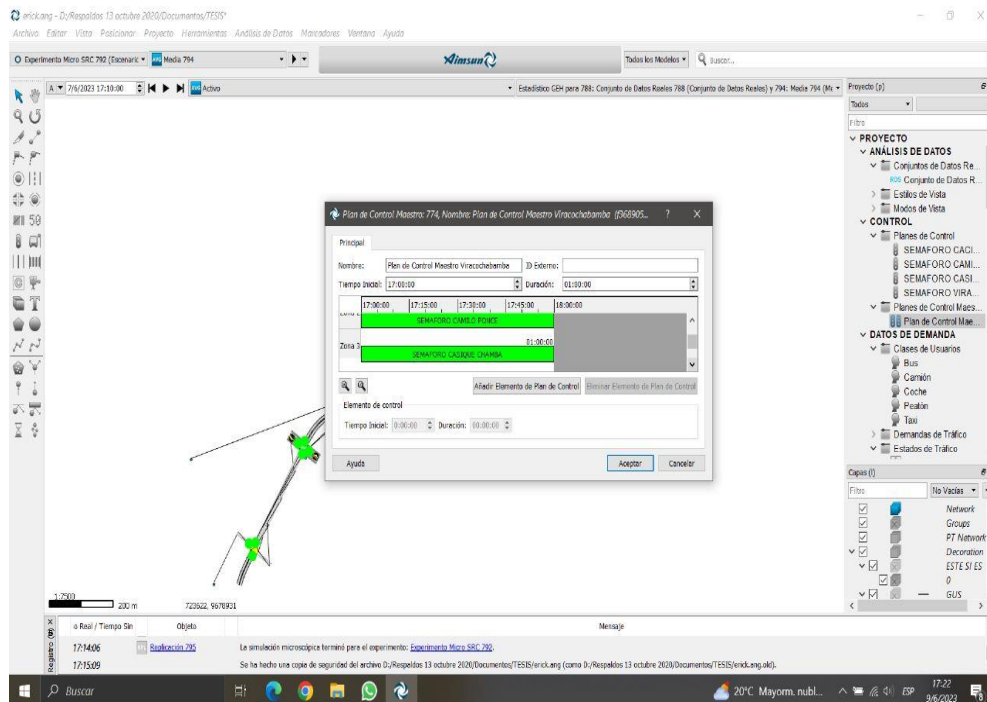 erick.ang - D:/Respaldos 13 octubre 2020/Documentos/TESIS*
Archivo Editar Vista Posicionar Proyecto Herramientas Análisis de Datos Marcadores Ventana Ayuda
Experimento Micro SRC 792 (Escenaric Media 794 Aimsun Todos los Modelos Buscar...
A 7/6/2023 17:10:00 Activo Estadístico GEH para 788: Conjunto de Datos Reales 788 (Conjunto de Datos Reales) y 794: Media 794 (Mc
Proyecto (p)
Todos
Filtro
PROYECTO
ANÁLISIS DE DATOS
Conjuntos de Datos Re...
RDS Conjunto de Datos R...
Estilos de Vista
Modos de Vista
CONTROL
Planes de Control
SEMAFORO CACI...
SEMAFORO CAMI...
SEMAFORO CASI...
SEMAFORO VIRA...
Planes de Control Maes...
Plan de Control Mae...
DATOS DE DEMANDA
Clases de Usuarios
Bus
Camión
Coche
Peatón
Taxi
Demandas de Tráfico
Estados de Tráfico
Plan de Control Maestro: 774, Nombre: Plan de Control Maestro Viracochabamba {f368905...
? X
Principal
Nombre: Plan de Control Maestro Viracochabamba ID Externo:
Tiempo Inicial: 17:00:00 Duración: 01:00:00
17:00:00 17:15:00 17:30:00 17:45:00 18:00:00
SEMAFORO CAMILO PONCE
Zona 3 01:00:00
SEMAFORO CASIQUE CHAMBA
Añadir Elemento de Plan de Control Eliminar Elemento de Plan de Control
Elemento de control
Tiempo Inicial: 0:00:00 Duración: 00:00:00
Ayuda Aceptar Cancelar
Capas (l)
Filtro No Vacías
Network
Groups
PT Network
Decoration
ESTE SI ES
0
GUS
1:7500
200 m 723622, 9678931
Registro
o Real / Tiempo Sin Objeto Mensaje
17:14:06 Replicación 795 La simulación microscópica terminó para el experimento: Experimento Micro SRC 792.
17:15:09 Se ha hecho una copia de seguridad del archivo D:/Respaldos 13 octubre 2020/Documentos/TESIS/erick.ang (como D:/Respaldos 13 octubre 2020/Documentos/TESIS/erick.ang.old).
Buscar 20°C Mayorm. nubl... ESP 17:22
9/6/2023